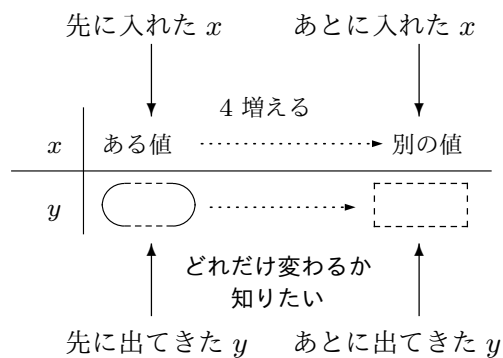 先に入れた x あとに入れた x
4 増える
x ある値 別の値
y
どれだけ変わるか
知りたい
先に出てきた y あとに出てきた y